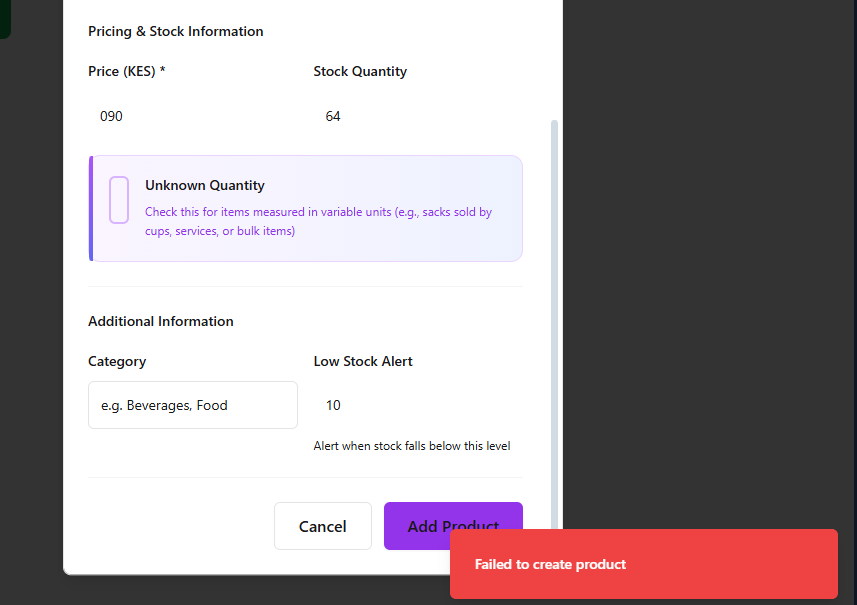 Pricing & Stock Information
Price (KES) *
Stock Quantity
090
64
Unknown Quantity
Check this for items measured in variable units (e.g., sacks sold by
cups, services, or bulk items)
Additional Information
Category
Low Stock Alert
e.g. Beverages, Food
10
Alert when stock falls below this level
Cancel
Add Product
Failed to create product